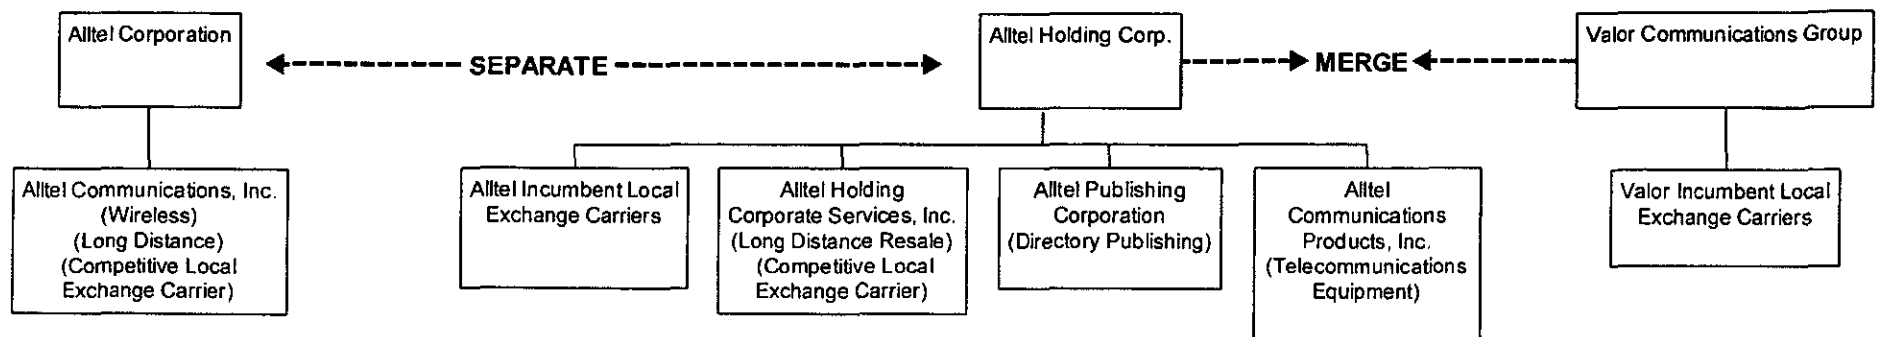 Alltel Corporation
SEPARATE
Alltel Holding Corp.
MERGE
Valor Communications Group
Alltel Communications, Inc.
(Wireless)
(Long Distance)
(Competitive Local
Exchange Carrier)
Alltel Incumbent Local
Exchange Carriers
Alltel Holding
Corporate Services, Inc.
(Long Distance Resale)
(Competitive Local
Exchange Carrier)
Alltel Publishing
Corporation
(Directory Publishing)
Alltel
Communications
Products, Inc.
(Telecommunications
Equipment)
Valor Incumbent Local
Exchange Carriers